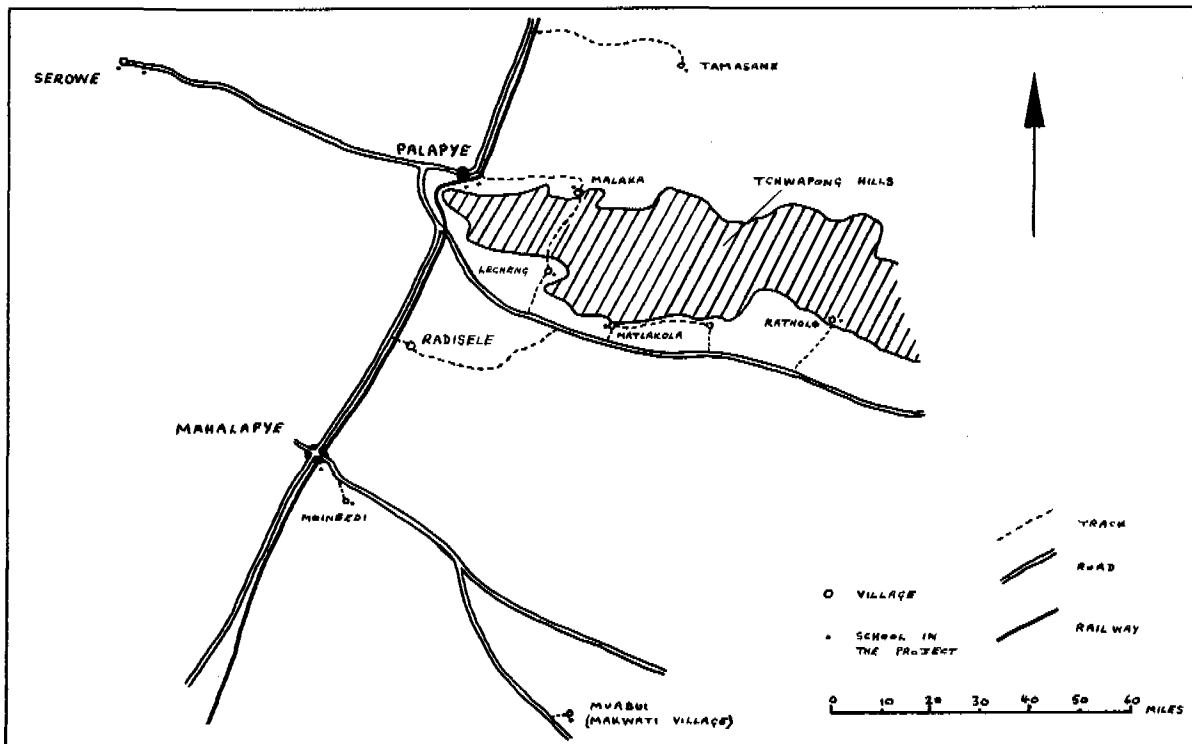 TAMASANE
SEROWE
PALAPYE
MALAKA
TCHWAPONG HILLS
LECHENG
MATLAKOLA
RATHOLO
RADISELE
MAHALAPYE
MOINBEDI
TRACK
ROAD
VILLAGE
RAILWAY
SCHOOL IN
THE PROJECT
0 10 20 30 40 50 60 MILES
MURBUI
(MAKWATI VILLAGE)